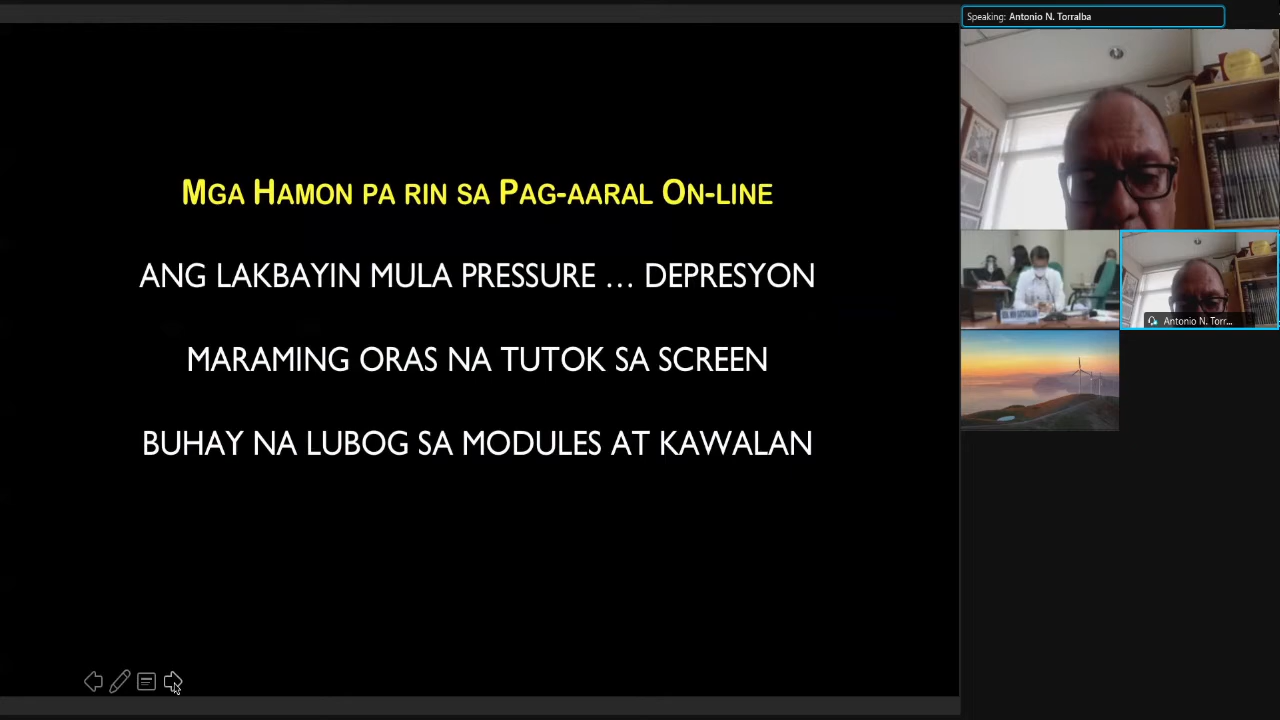 Speaking: Antonio N. Torralba
MGA HAMON PA RIN SA PAG-AARAL ON-LINE
ANG LAKBAYIN MULA PRESSURE … DEPRESYON
MARAMING ORAS NA TUTOK SA SCREEN
BUHAY NA LUBOG SA MODULES AT KAWALAN
Antonio N. Torr...